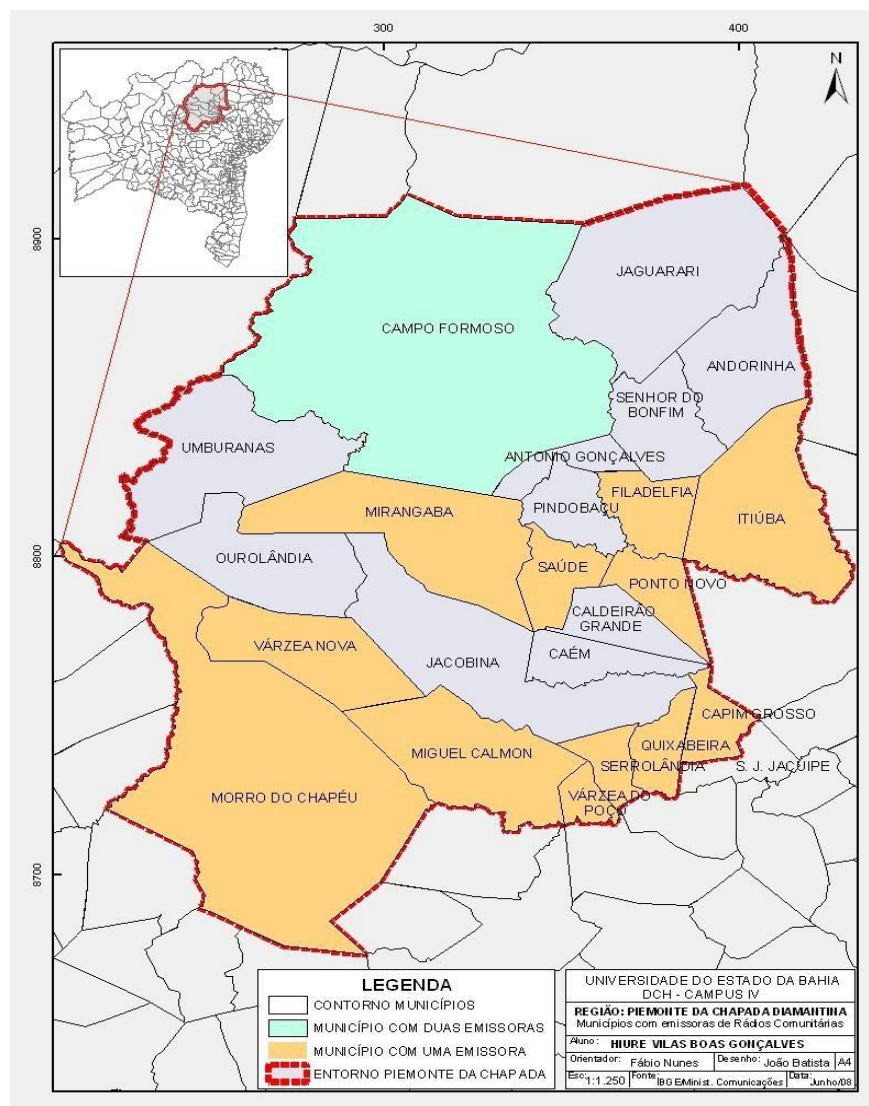 300
400
N
8900
8800
8700
JAGUARARI
CAMPO FORMOSO
ANDORINHA
SENHOR DO
BONFIM
UMBURANAS
ANTONIO GONÇALVES
FILADELFIA
PINDOBAÇU
MIRANGABA
ITIÚBA
OUROLÂNDIA
SAÚDE
PONTO NOVO
CALDEIRÃO
GRANDE
VÁRZEA NOVA
CAÉM
JACOBINA
CAPIM GROSSO
QUIXABEIRA
MIGUEL CALMON
SERROLÂNDIA
S. J. JACUIPE
MORRO DO CHAPÉU
VÁRZEA DO
POÇO
LEGENDA
CONTORNO MUNICÍPIOS
MUNICÍPIO COM DUAS EMISSORAS
MUNICÍPIO COM UMA EMISSORA
ENTORNO PIEMONTE DA CHAPADA
UNIVERSIDADE DO ESTADO DA BAHIA
DCH - CAMPUS IV
REGIÃO: PIEMONTE DA CHAPADA DIAMANTINA
Municípios com emissoras de Rádios Comunitárias
Aluno: HIURE VILAS BOAS GONÇALVES
Orientador: Fábio Nunes Desenho: João Batista A4
Esc: 1:1.250 Fonte: IBGE/Minist. Comunicações Data: Junho/08